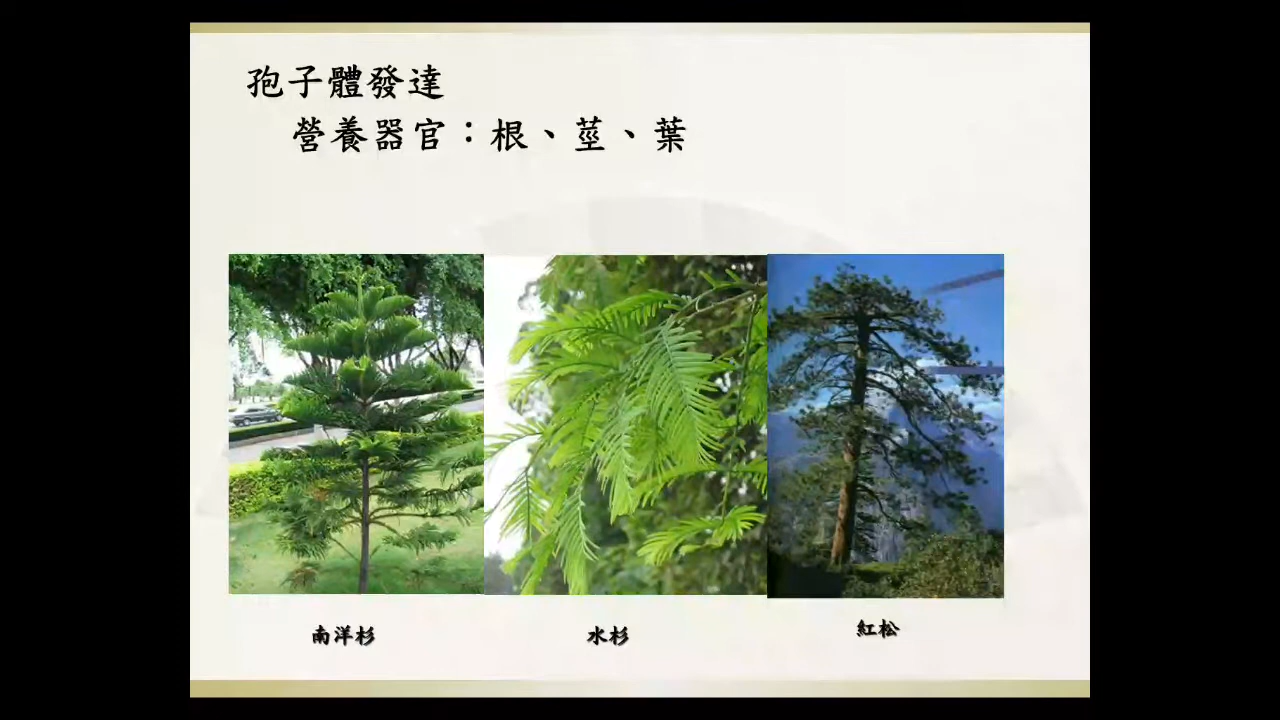 孢子體發達
營養器官：根、莖、葉
南洋杉
水杉
紅松